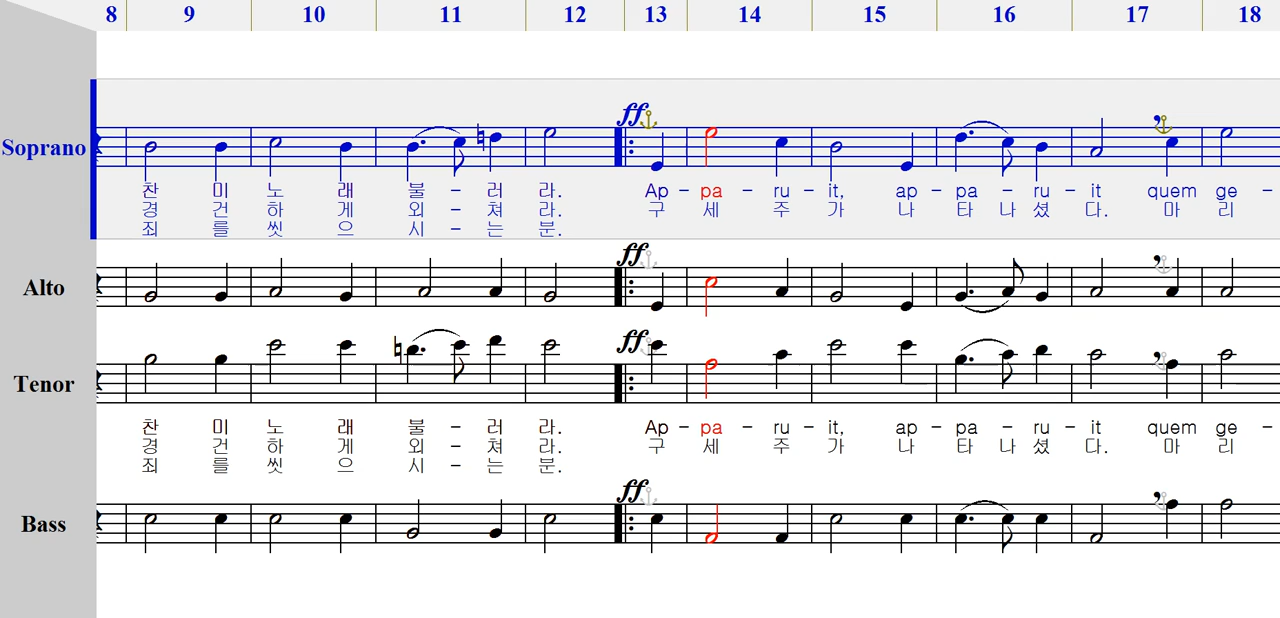 8 9 10 11 12 13 14 15 16 17 18
ff
Soprano
찬 미 노 래 불 - 러 라. Ap - pa - ru - it, ap - pa - ru - it quem ge -
경 건 하 게 외 - 쳐 라. 구 세 주 가 나 타 나 셨 다. 마 리
죄 를 씻 으 시 - 는 분.
ff
Alto
ff
Tenor
찬 미 노 래 불 - 러 라. Ap - pa - ru - it, ap - pa - ru - it quem ge -
경 건 하 게 외 - 쳐 라. 구 세 주 가 나 타 나 셨 다. 마 리
죄 를 씻 으 시 - 는 분.
ff
Bass